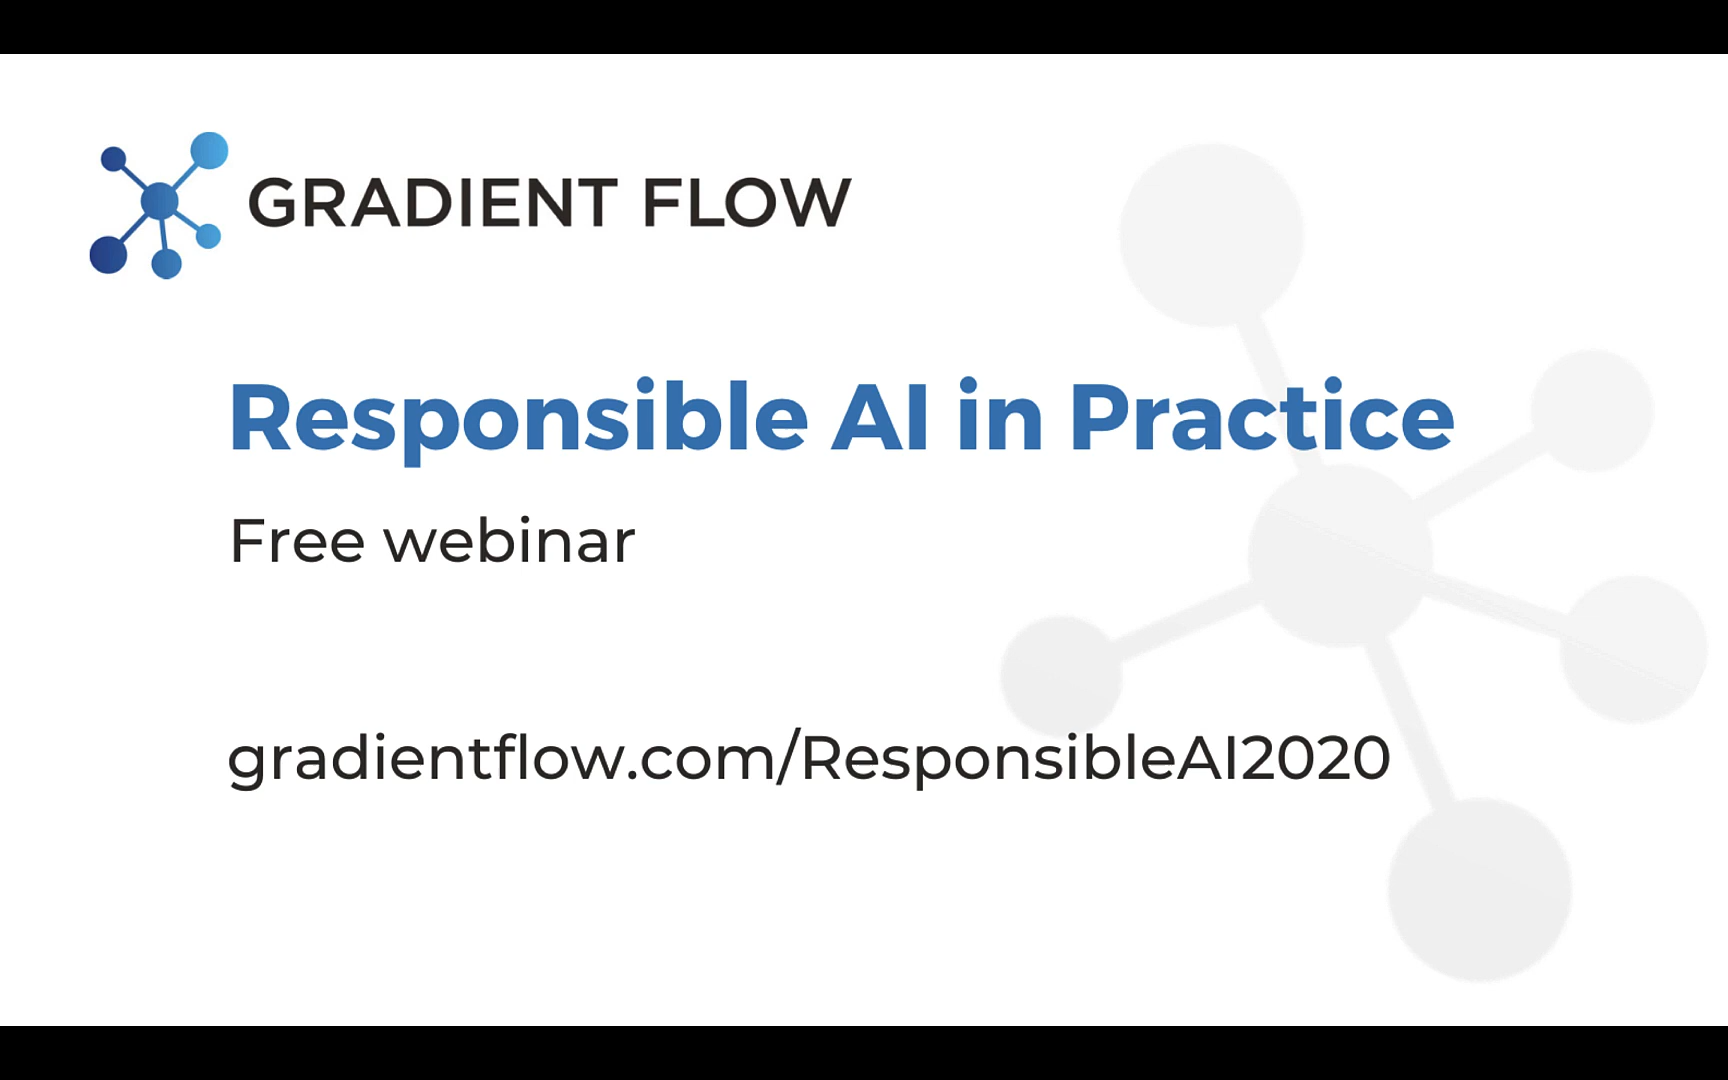 GRADIENT FLOW
Responsible AI in Practice
Free webinar
gradientflow.com/ResponsibleAI2020